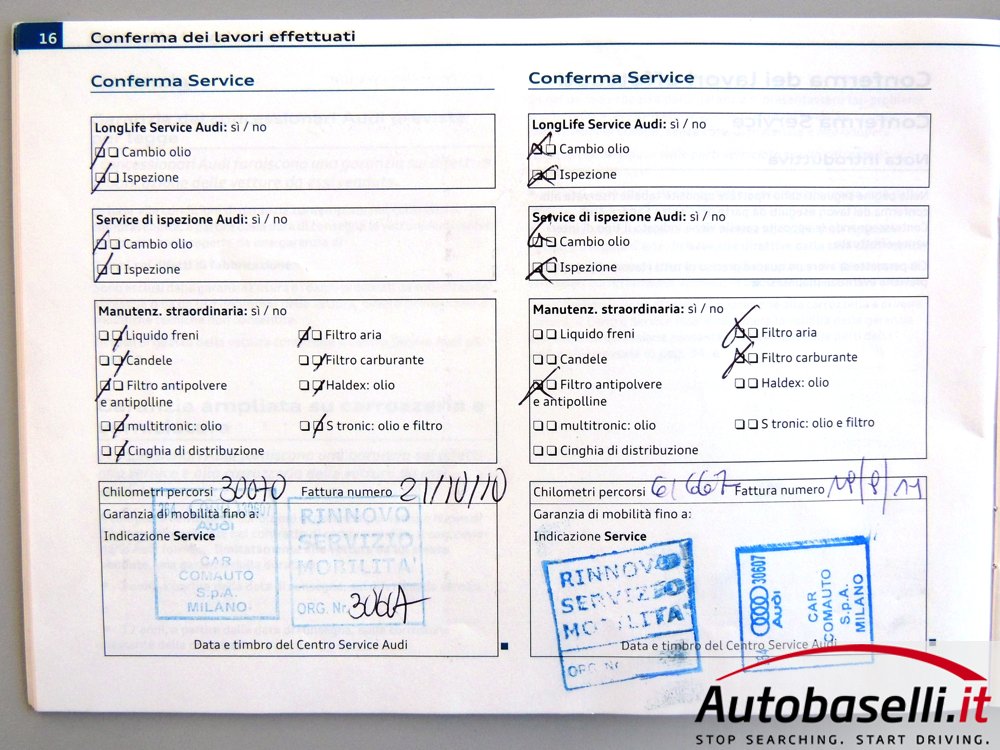 16 Conferma dei lavori effettuati
Conferma Service
LongLife Service Audi: sì / no
Cambio olio
Ispezione
Service di ispezione Audi: sì / no
Cambio olio
Ispezione
Manutenz. straordinaria: sì / no
Liquido freni
Filtro aria
Candele
Filtro carburante
Filtro antipolvere
e antipolline
Haldex: olio
multitronic: olio
S tronic: olio e filtro
Cinghia di distribuzione
Chilometri percorsi 30070 Fattura numero 21/10/10
Garanzia di mobilità fino a:
Indicazione Service
Audi
CAR
COMAUTO
S.p.A.
MILANO
RINNOVO
SERVIZIO
MOBILITA'
ORG. Nr. 3060A
Data e timbro del Centro Service Audi
Conferma Service
LongLife Service Audi: sì / no
Cambio olio
Ispezione
Service di ispezione Audi: sì / no
Cambio olio
Ispezione
Manutenz. straordinaria: sì / no
Liquido freni
Filtro aria
Candele
Filtro carburante
Filtro antipolvere
e antipolline
Haldex: olio
multitronic: olio
S tronic: olio e filtro
Cinghia di distribuzione
Chilometri percorsi 61667 Fattura numero
Garanzia di mobilità fino a:
Indicazione Service
RINNOVO
SERVIZIO
MOBILITA'
ORG. Nr
30607
Audi
CAR
COMAUTO
S.p.A.
MILANO
Data e timbro del Centro Service Audi
Autobaselli.it
STOP SEARCHING. START DRIVING.